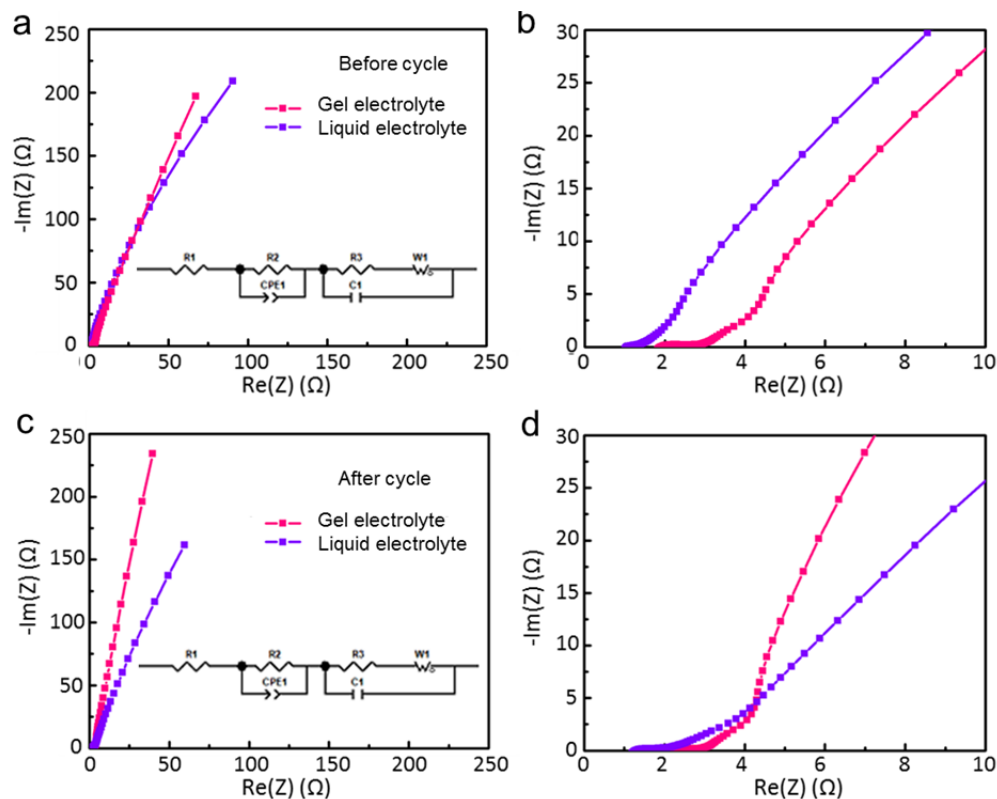 a
250
200
150
100
50
0
-Im(Z) (Ω)
Before cycle
Gel electrolyte
Liquid electrolyte
R1
R2
CPE1
R3
W1
C1
0 50 100 150 200 250
Re(Z) (Ω)
b
30
25
20
15
10
5
0
-Im(Z) (Ω)
0 2 4 6 8 10
Re(Z) (Ω)
c
250
200
150
100
50
0
-Im(Z) (Ω)
After cycle
Gel electrolyte
Liquid electrolyte
R1
R2
CPE1
R3
W1
C1
0 50 100 150 200 250
Re(Z) (Ω)
d
30
25
20
15
10
5
0
-Im(Z) (Ω)
0 2 4 6 8 10
Re(Z) (Ω)